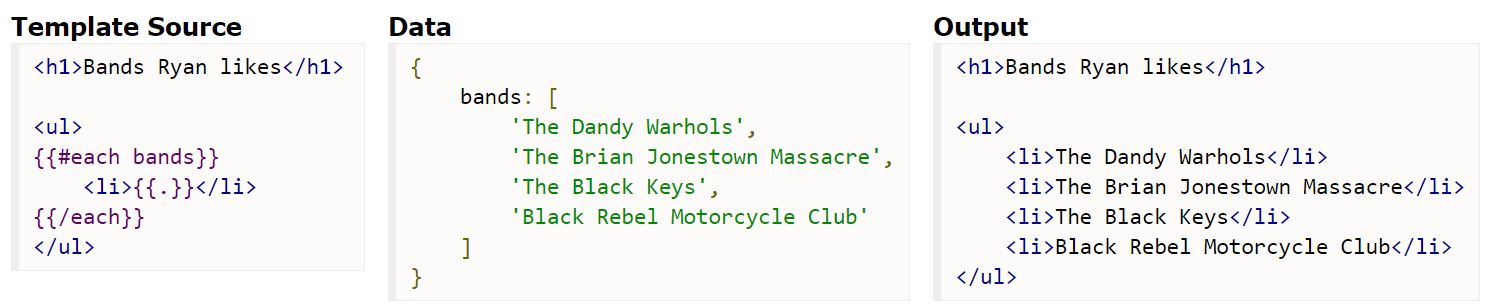 Template Source
<h1>Bands Ryan likes</h1>
<ul>
{{#each bands}}
    <li>{{.}}</li>
{{/each}}
</ul>
Data
{
    bands: [
        'The Dandy Warhols',
        'The Brian Jonestown Massacre',
        'The Black Keys',
        'Black Rebel Motorcycle Club'
    ]
}
Output
<h1>Bands Ryan likes</h1>
<ul>
    <li>The Dandy Warhols</li>
    <li>The Brian Jonestown Massacre</li>
    <li>The Black Keys</li>
    <li>Black Rebel Motorcycle Club</li>
</ul>